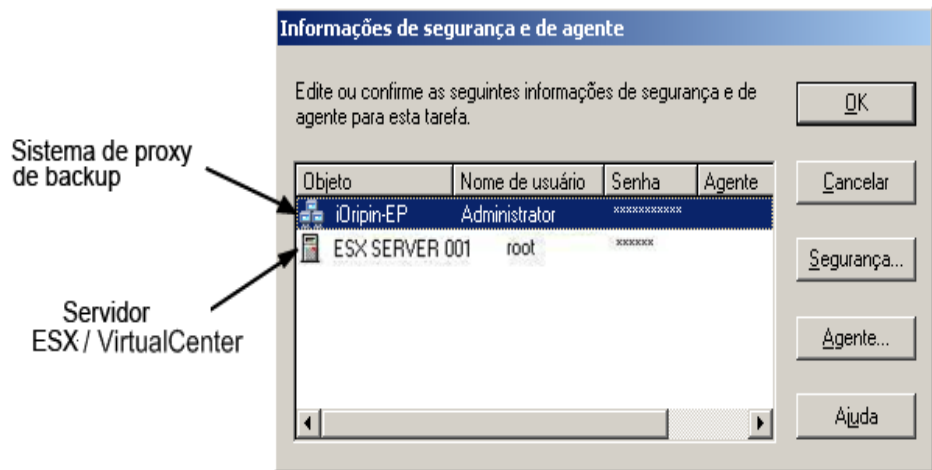 Informações de segurança e de agente
Edite ou confirme as seguintes informações de segurança e de
agente para esta tarefa.
OK
Sistema de proxy
de backup
Objeto Nome de usuário Senha Agente
Cancelar
iOripin-EP Administrator ***********
ESX SERVER 001 root ******
Segurança...
Servidor
ESX / VirtualCenter
Agente...
Ajuda